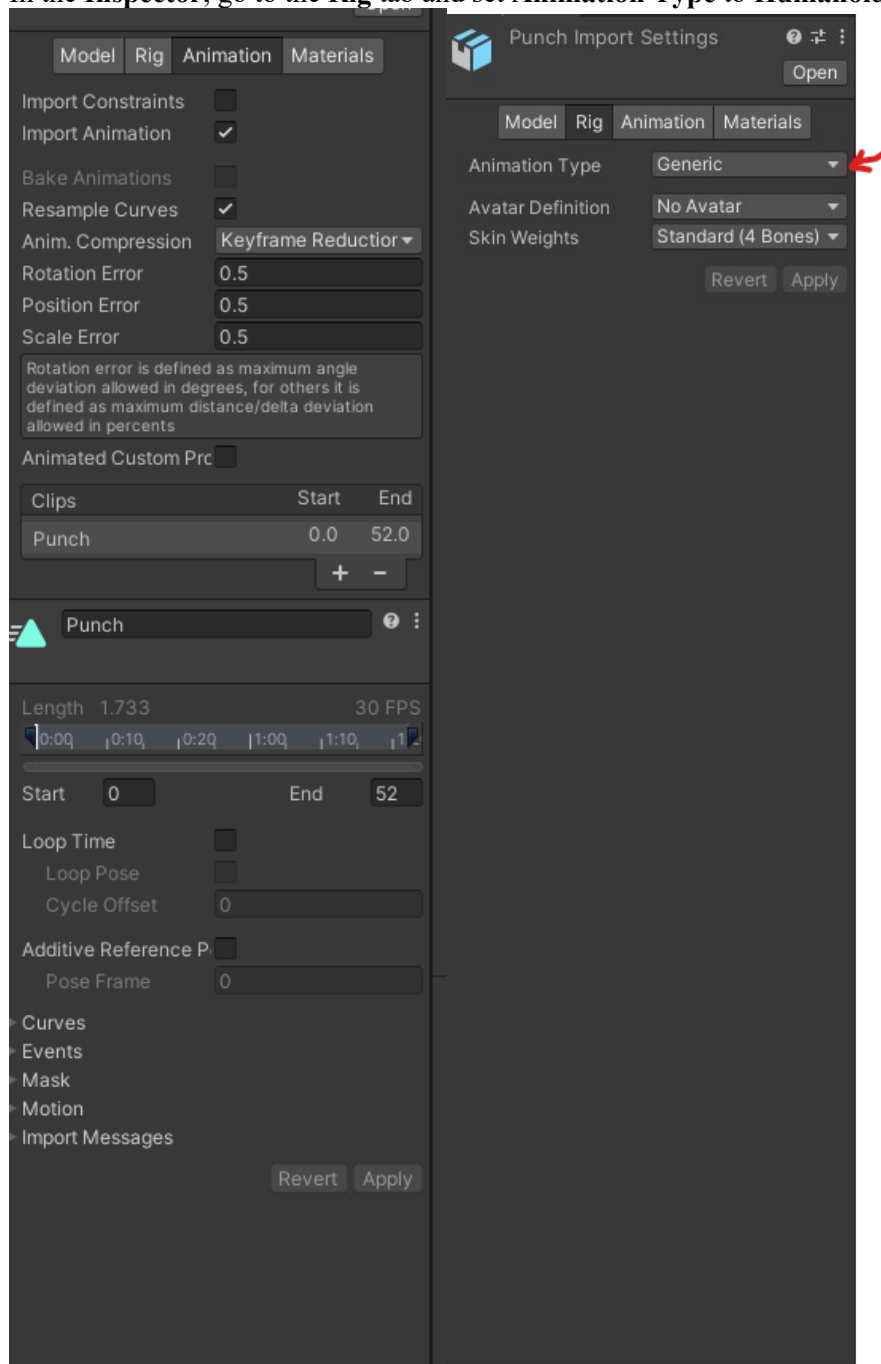 In the Inspector, go to the Rig tab and set Animation Type to Humanoid
Open
Model Rig Animation Materials
Import Constraints
Import Animation
Bake Animations
Resample Curves
Anim. Compression Keyframe Reduction
Rotation Error 0.5
Position Error 0.5
Scale Error 0.5
Rotation error is defined as maximum angle
deviation allowed in degrees, for others it is
defined as maximum distance/delta deviation
allowed in percents
Animated Custom Prc
Clips Start End
Punch 0.0 52.0
+ -
Punch
Length 1.733 30 FPS
0:00 0:10 0:20 1:00 1:10 1
Start 0 End 52
Loop Time
Loop Pose
Cycle Offset 0
Additive Reference P
Pose Frame 0
Curves
Events
Mask
Motion
Import Messages
Revert Apply
Punch Import Settings
Open
Model Rig Animation Materials
Animation Type Generic
Avatar Definition No Avatar
Skin Weights Standard (4 Bones)
Revert Apply